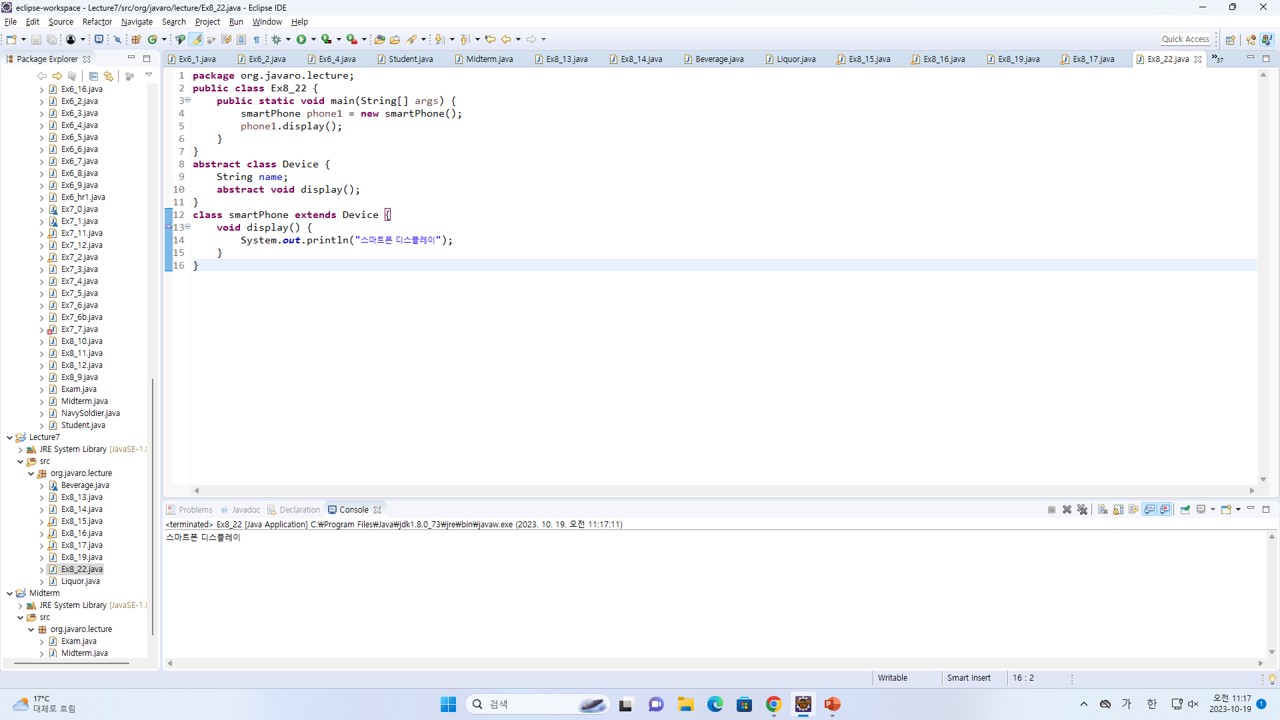 eclipse-workspace - Lecture7/src/org/javaro/lecture/Ex8_22.java - Eclipse IDE
File Edit Source Refactor Navigate Search Project Run Window Help
Quick Access
Package Explorer
Ex6_1.java Ex6_2.java Ex6_4.java Student.java Midterm.java Ex8_13.java Ex8_14.java Beverage.java Liquor.java Ex8_15.java Ex8_16.java Ex8_19.java Ex8_17.java Ex8_22.java »37
Ex6_16.java
Ex6_2.java
Ex6_3.java
Ex6_4.java
Ex6_5.java
Ex6_6.java
Ex6_7.java
Ex6_8.java
Ex6_9.java
Ex6_hr1.java
Ex7_0.java
Ex7_1.java
Ex7_11.java
Ex7_12.java
Ex7_2.java
Ex7_3.java
Ex7_4.java
Ex7_5.java
Ex7_6.java
Ex7_6b.java
Ex7_7.java
Ex8_10.java
Ex8_11.java
Ex8_12.java
Ex8_9.java
Exam.java
Midterm.java
NavySoldier.java
Student.java
Lecture7
JRE System Library [JavaSE-1.8
src
org.javaro.lecture
Beverage.java
Ex8_13.java
Ex8_14.java
Ex8_15.java
Ex8_16.java
Ex8_17.java
Ex8_19.java
Ex8_22.java
Liquor.java
Midterm
JRE System Library [JavaSE-1.8
src
org.javaro.lecture
Exam.java
Midterm.java
1 package org.javaro.lecture;
2 public class Ex8_22 {
3 public static void main(String[] args) {
4 smartPhone phone1 = new smartPhone();
5 phone1.display();
6 }
7 }
8 abstract class Device {
9 String name;
10 abstract void display();
11 }
12 class smartPhone extends Device {
13 void display() {
14 System.out.println("스마트폰 디스플레이");
15 }
16 }
Problems Javadoc Declaration Console
<terminated> Ex8_22 [Java Application] C:₩Program Files₩Java₩jdk1.8.0_73₩jre₩bin₩javaw.exe (2023. 10. 19. 오전 11:17:11)
스마트폰 디스플레이
Writable Smart Insert 16 : 2
17°C
대체로 흐림
검색
가 한
오전 11:17
2023-10-19
1